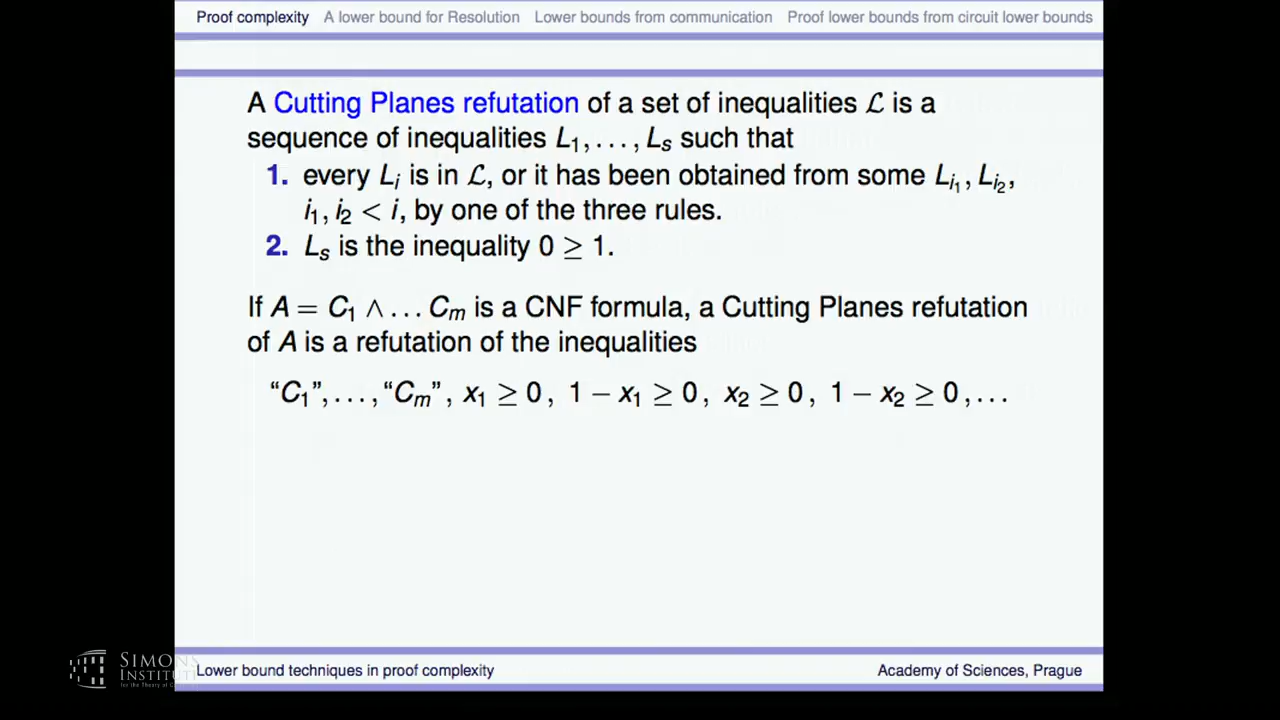 Proof complexity A lower bound for Resolution Lower bounds from communication Proof lower bounds from circuit lower bounds
A Cutting Planes refutation of a set of inequalities ℒ is a
sequence of inequalities L₁, . . . , Lₛ such that
1. every Lᵢ is in ℒ, or it has been obtained from some Lᵢ₁, Lᵢ₂,
i₁, i₂ < i, by one of the three rules.
2. Lₛ is the inequality 0 ≥ 1.
If A = C₁ ∧ . . . Cₘ is a CNF formula, a Cutting Planes refutation
of A is a refutation of the inequalities
“C₁”, . . . , “Cₘ”, x₁ ≥ 0 , 1 − x₁ ≥ 0 , x₂ ≥ 0 , 1 − x₂ ≥ 0 , . . .
SIMONS
INSTITUTE
Lower bound techniques in proof complexity Academy of Sciences, Prague